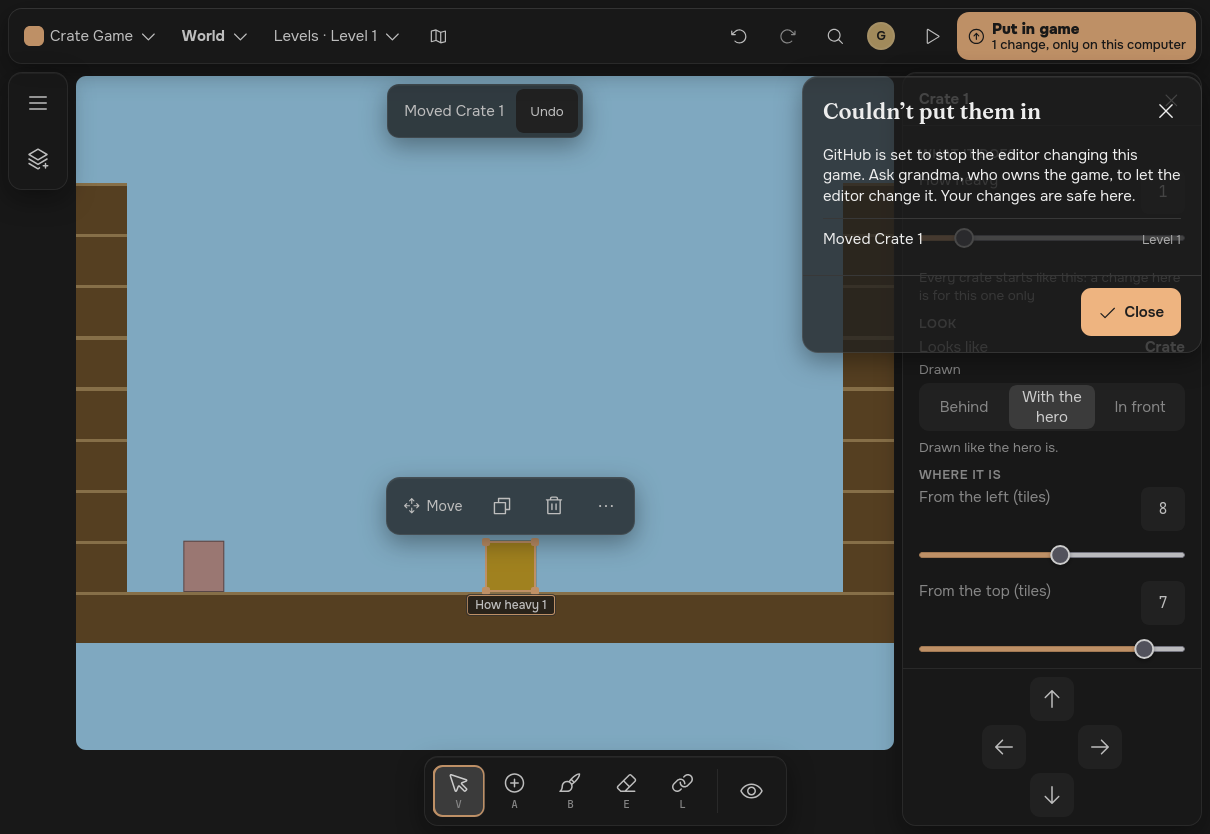 Crate Game
World
Levels · Level 1
G
Put in game
1 change, only on this computer
Moved Crate 1
Undo
Crate 1
Couldn’t put them in
GitHub is set to stop the editor changing this
game. Ask grandma, who owns the game, to let the
editor change it. Your changes are safe here.
How heavy
1
Moved Crate 1
Level 1
Every crate starts like this: a change here
is for this one only
Close
LOOK
Looks like
Crate
Drawn
Behind
With the
hero
In front
Drawn like the hero is.
WHERE IT IS
From the left (tiles)
8
From the top (tiles)
7
Move
How heavy 1
V
A
B
E
L